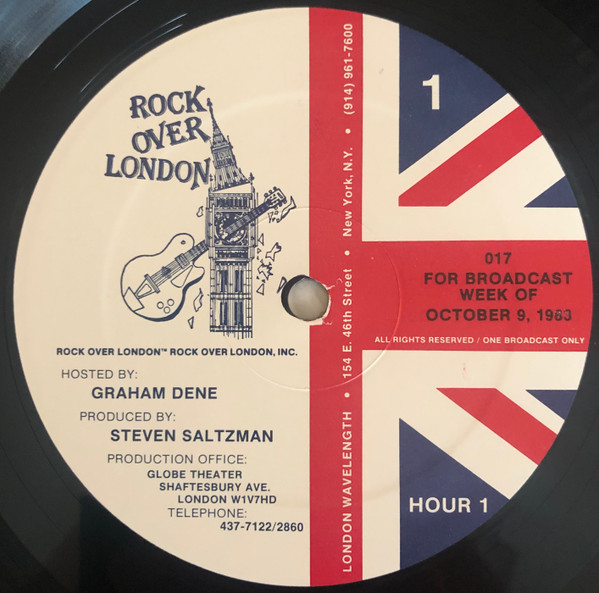 ROCK
OVER
LONDON
ROCK OVER LONDON™ ROCK OVER LONDON, INC.
HOSTED BY:
GRAHAM DENE
PRODUCED BY:
STEVEN SALTZMAN
PRODUCTION OFFICE:
GLOBE THEATER
SHAFTESBURY AVE.
LONDON W1V7HD
TELEPHONE:
437-7122/2860
LONDON WAVELENGTH • 154 E. 46th Street • New York, N.Y. • (914) 961-7600
1
017
FOR BROADCAST
WEEK OF
OCTOBER 9, 1983
ALL RIGHTS RESERVED / ONE BROADCAST ONLY
HOUR 1